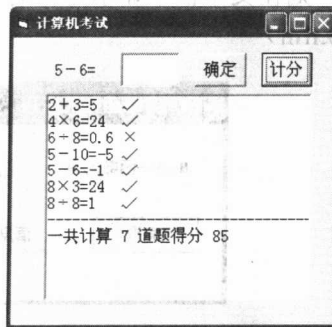 计算机考试
5-6= 确定 计分
2+3=5 ✓
4×6=24 ✓
6÷8=0.6 ×
5-10=-5 ✓
5-6=-1 ✓
8×3=24 ✓
8÷8=1 ✓
一共计算 7 道题得分 85